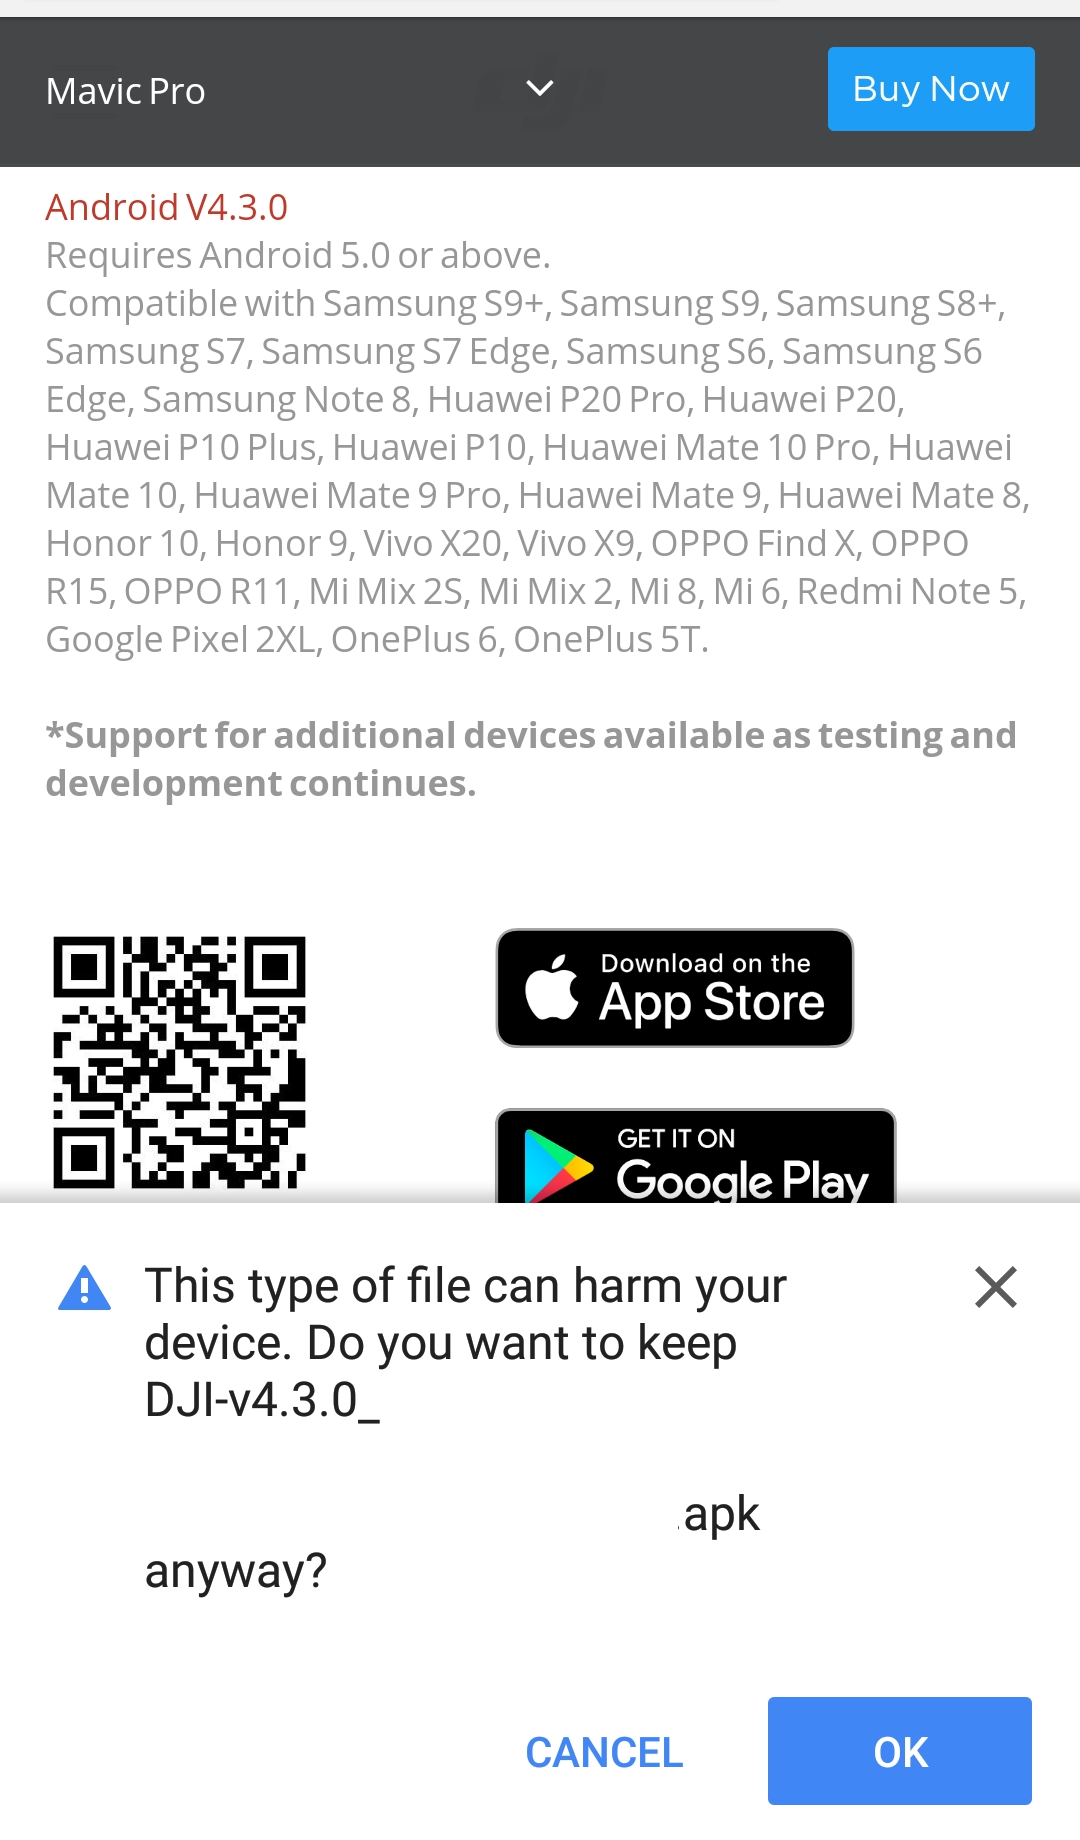 Mavic Pro
Buy Now
Android V4.3.0
Requires Android 5.0 or above.
Compatible with Samsung S9+, Samsung S9, Samsung S8+,
Samsung S7, Samsung S7 Edge, Samsung S6, Samsung S6
Edge, Samsung Note 8, Huawei P20 Pro, Huawei P20,
Huawei P10 Plus, Huawei P10, Huawei Mate 10 Pro, Huawei
Mate 10, Huawei Mate 9 Pro, Huawei Mate 9, Huawei Mate 8,
Honor 10, Honor 9, Vivo X20, Vivo X9, OPPO Find X, OPPO
R15, OPPO R11, Mi Mix 2S, Mi Mix 2, Mi 8, Mi 6, Redmi Note 5,
Google Pixel 2XL, OnePlus 6, OnePlus 5T.
*Support for additional devices available as testing and
development continues.
Download on the
App Store
GET IT ON
Google Play
This type of file can harm your
device. Do you want to keep
DJI-v4.3.0_
.apk
anyway?
CANCEL
OK